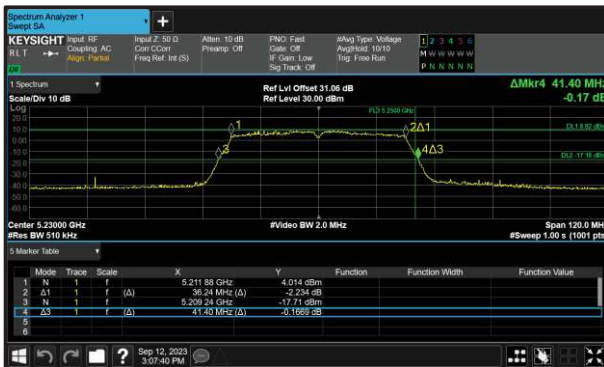 Spectrum Analyzer 1
Swept SA
+
KEYSIGHT Input: RF Input Z: 50 Ω Atten: 10 dB PNO: Fast #Avg Type: Voltage 1 2 3 4 5 6
RLT Coupling: AC Corr CCorr Preamp: Off Gate: Off Avg|Hold: 10/10 M W W W W W
Align: Partial Freq Ref: Int (S) IF Gain: Low Trig: Free Run
Sig Track: Off P N N N N N
1 Spectrum
Ref Lvl Offset 31.06 dB ΔMkr4 41.40 MHz
Scale/Div 10 dB Ref Level 30.00 dBm -0.17 dB
Log
20.0
10.0
0.00
-10.0
-20.0
-30.0
-40.0
-50.0
-60.0
1
2Δ1
3
4Δ3
Center 5.23000 GHz #Video BW 2.0 MHz Span 120.0 M
#Res BW 510 kHz #Sweep 1.00 s (1001 pts
5 Marker Table
Mode Trace Scale X Y Function Function Width Function Value
1 N 1 f 5.211 88 GHz 4.014 dBm
2 Δ1 1 f (Δ) 36.24 MHz (Δ) -2.234 dB
3 N 1 f 5.209 24 GHz -17.71 dBm
4 Δ3 1 f (Δ) 41.40 MHz (Δ) -0.1669 dB
5
6
?
Sep 12, 2023
3:07:40 PM